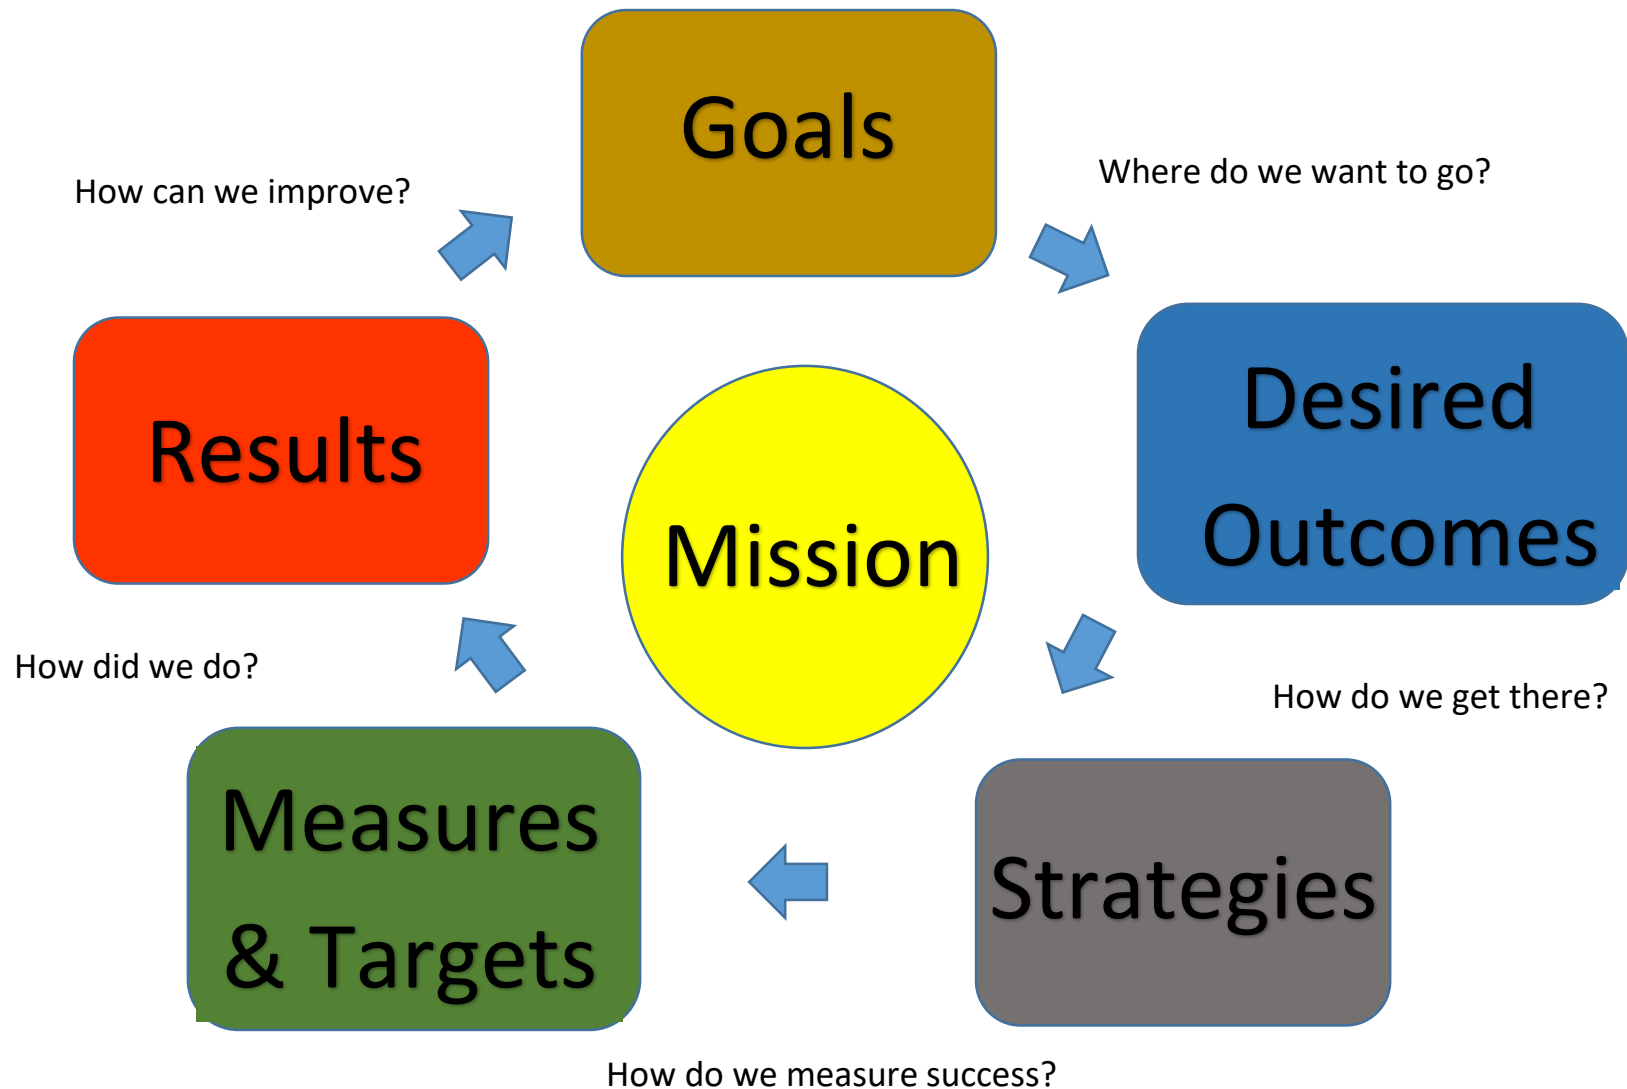 Goals
How can we improve?
Where do we want to go?
Results
Desired
Outcomes
Mission
How did we do?
How do we get there?
Measures
& Targets
Strategies
How do we measure success?